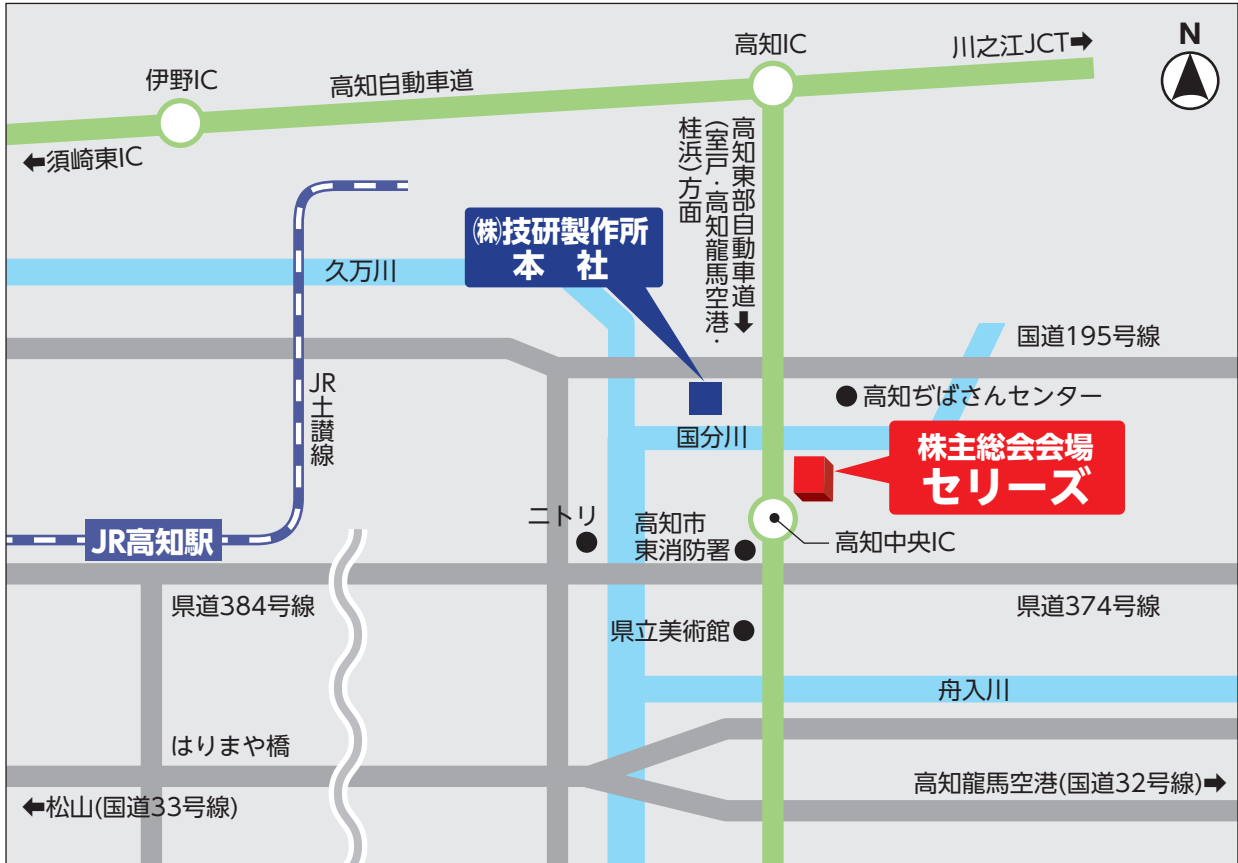 N
高知IC
川之江JCT➡
伊野IC
高知自動車道
⬅須崎東IC
高知東部自動車道➡
(室戸・高知龍馬空港・
桂浜)方面
㈱技研製作所
本 社
久万川
国道195号線
JR土讃線
高知ぢばさんセンター
国分川
株主総会会場
セリーズ
ニトリ
高知市
東消防署
JR高知駅
高知中央IC
県道384号線
県道374号線
県立美術館
舟入川
はりまや橋
高知龍馬空港(国道32号線)➡
⬅松山(国道33号線)